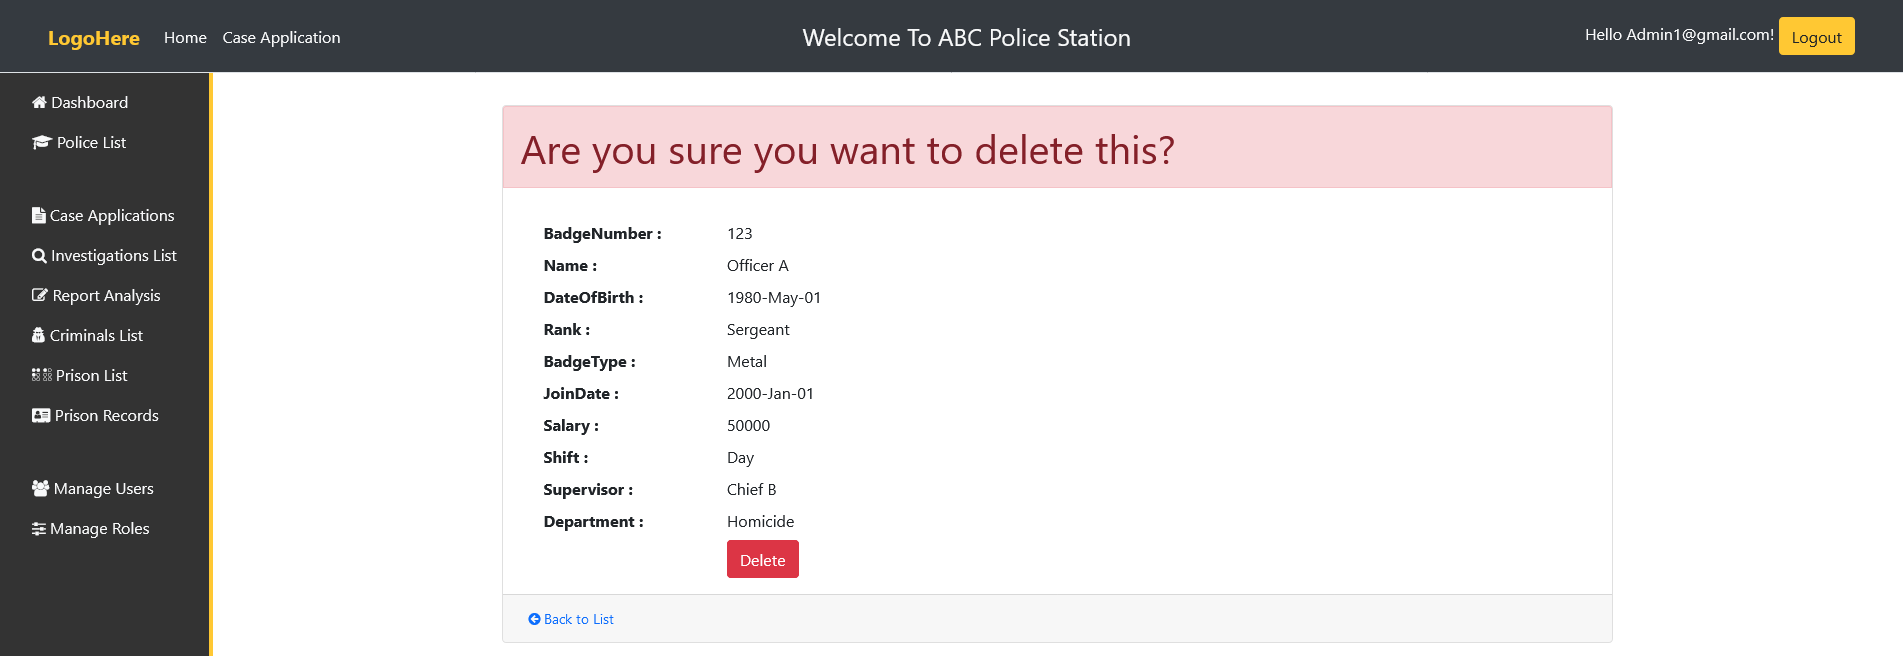 LogoHere Home Case Application Welcome To ABC Police Station Hello Admin1@gmail.com! Logout
Dashboard
Police List
Case Applications
Investigations List
Report Analysis
Criminals List
Prison List
Prison Records
Manage Users
Manage Roles
Are you sure you want to delete this?
BadgeNumber : 123
Name : Officer A
DateOfBirth : 1980-May-01
Rank : Sergeant
BadgeType : Metal
JoinDate : 2000-Jan-01
Salary : 50000
Shift : Day
Supervisor : Chief B
Department : Homicide
Delete
Back to List